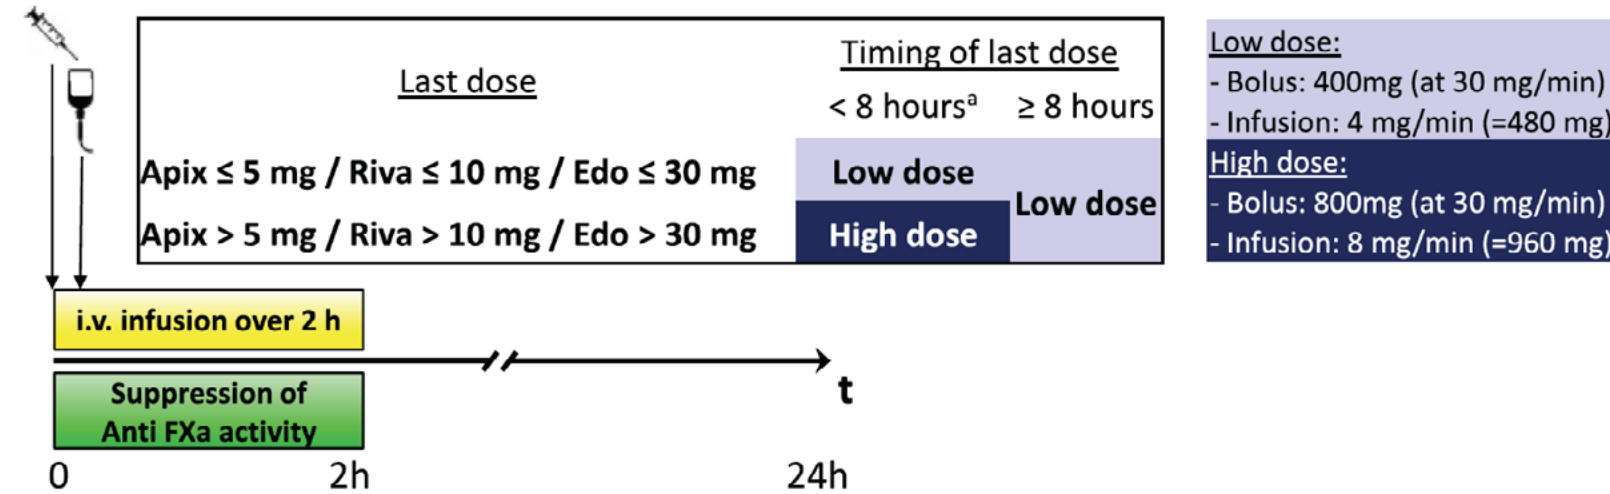 Last dose
Timing of last dose
< 8 hoursª
≥ 8 hours
Apix ≤ 5 mg / Riva ≤ 10 mg / Edo ≤ 30 mg
Low dose
Low dose
Apix > 5 mg / Riva > 10 mg / Edo > 30 mg
High dose
Low dose:
- Bolus: 400mg (at 30 mg/min)
- Infusion: 4 mg/min (=480 mg)
High dose:
- Bolus: 800mg (at 30 mg/min)
- Infusion: 8 mg/min (=960 mg)
i.v. infusion over 2 h
t
Suppression of
Anti FXa activity
0
2h
24h